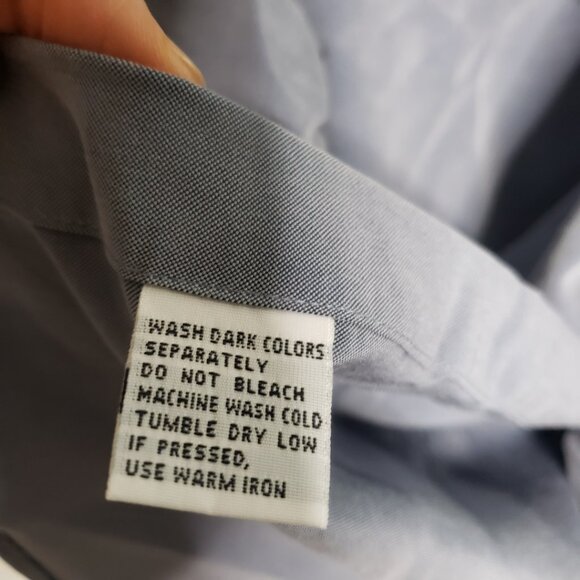 WASH DARK COLORS
SEPARATELY
DO NOT BLEACH
MACHINE WASH COLD
TUMBLE DRY LOW
IF PRESSED,
USE WARM IRON